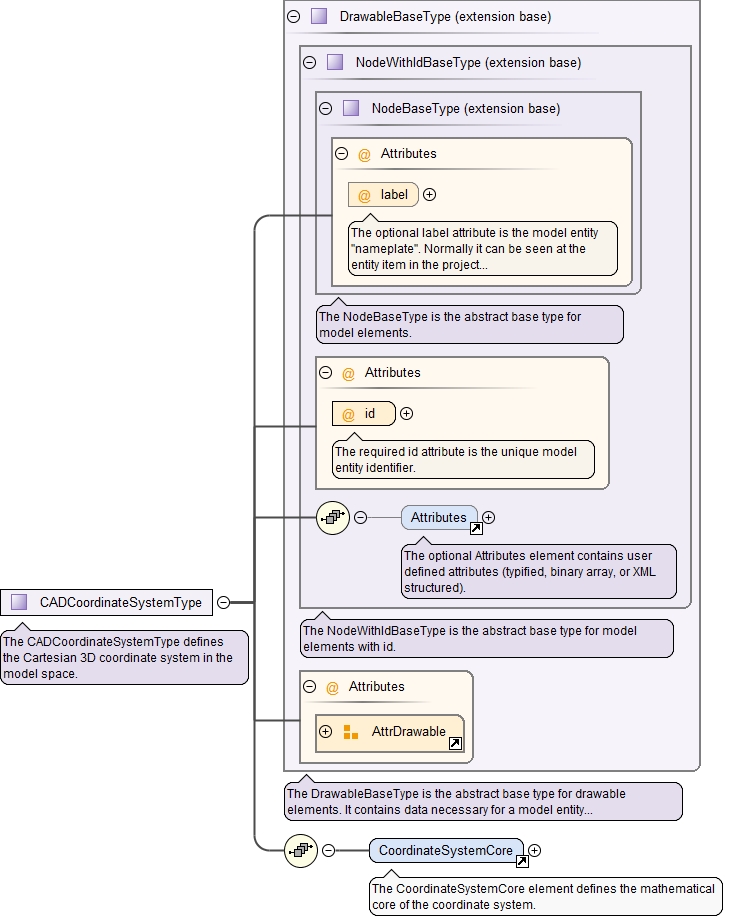 DrawableBaseType (extension base)
NodeWithIdBaseType (extension base)
NodeBaseType (extension base)
@ Attributes
@ label
The optional label attribute is the model entity
"nameplate". Normally it can be seen at the
entity item in the project...
The NodeBaseType is the abstract base type for
model elements.
@ Attributes
@ id
The required id attribute is the unique model
entity identifier.
Attributes
The optional Attributes element contains user
defined attributes (typified, binary array, or XML
structured).
CADCoordinateSystemType
The CADCoordinateSystemType defines
the Cartesian 3D coordinate system in the
model space.
The NodeWithIdBaseType is the abstract base type for model
elements with id.
@ Attributes
AttrDrawable
The DrawableBaseType is the abstract base type for drawable
elements. It contains data necessary for a model entity...
CoordinateSystemCore
The CoordinateSystemCore element defines the mathematical
core of the coordinate system.